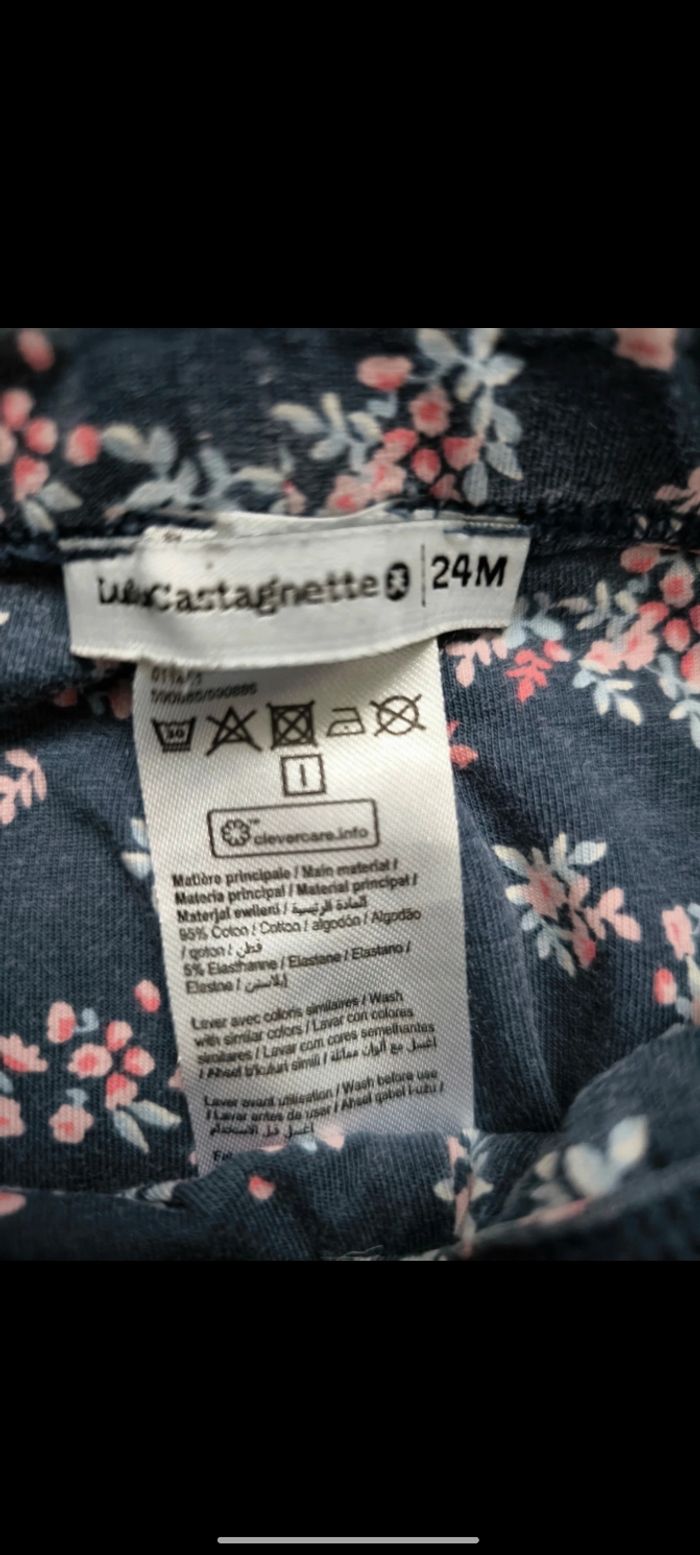 LuluCastagnette 24M
30
clevercare.info
Matière principale / Main material /
Materia principal / Material principal /
Materjal ewlieni / المادة الرئيسية
95% Coton / Cotton / algodón / Algodão
/ qoton / قطن
5% Elasthanne / Elastane / Elastano /
Elastne / إيلاستين
Laver avec coloris similaires / Wash
with similar colors / Lavar con colores
similares / Lavar com cores semelhantes
/ Aħsel b'kuluri simili / اغسل مع ألوان مماثلة
Laver avant utilisation / Wash before use
/ Lavar antes de usar / Aħsel qabel l-użu /
اغسل قبل الاستخدام